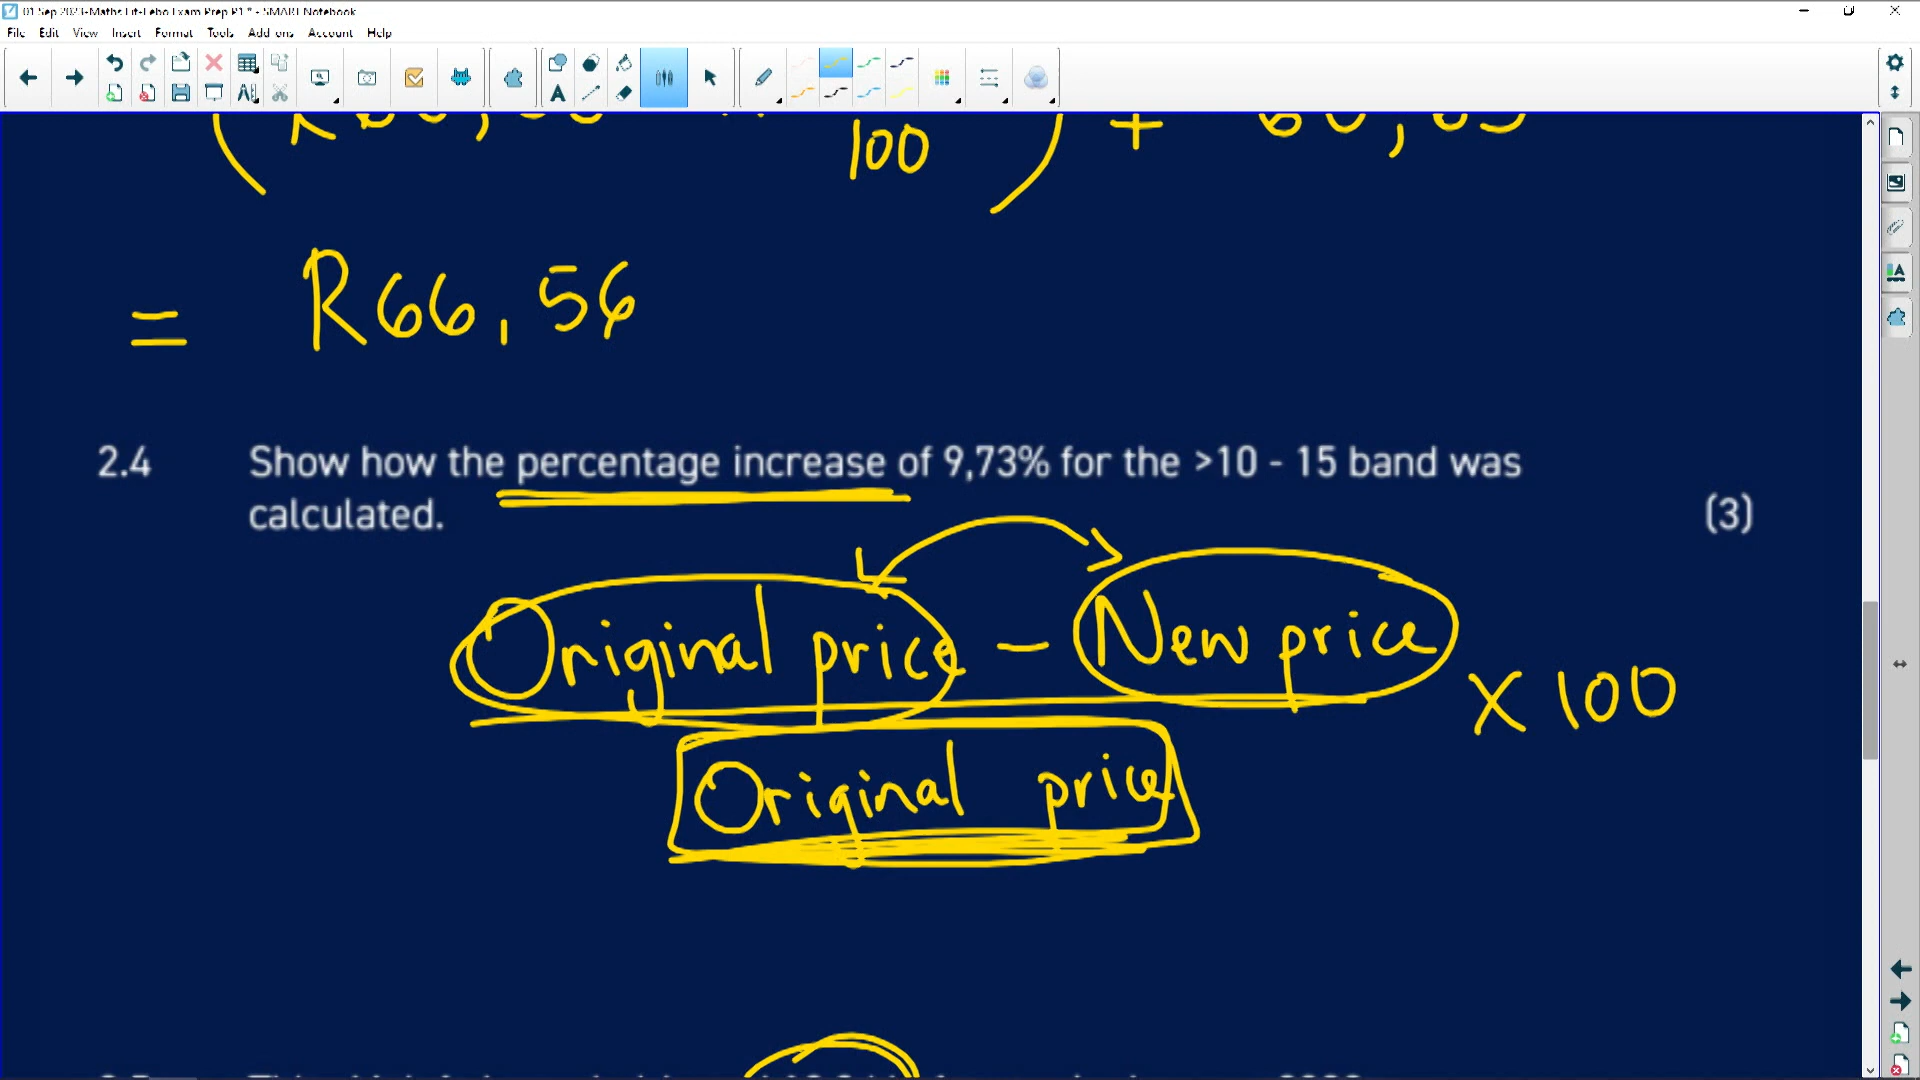 File Edit View Insert Format Tools Add-ons Account Help
100
+
= R66,56
2.4 Show how the percentage increase of 9,73% for the >10 - 15 band was
calculated. (3)
Original price - New price
x 100
Original price